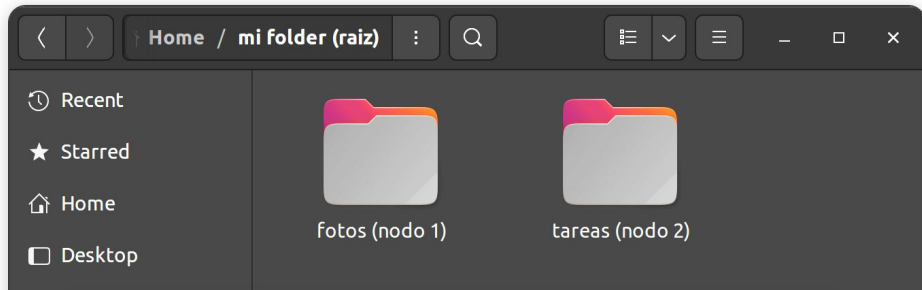 Home / mi folder (raiz)
Recent
Starred
Home
Desktop
fotos (nodo 1)
tareas (nodo 2)